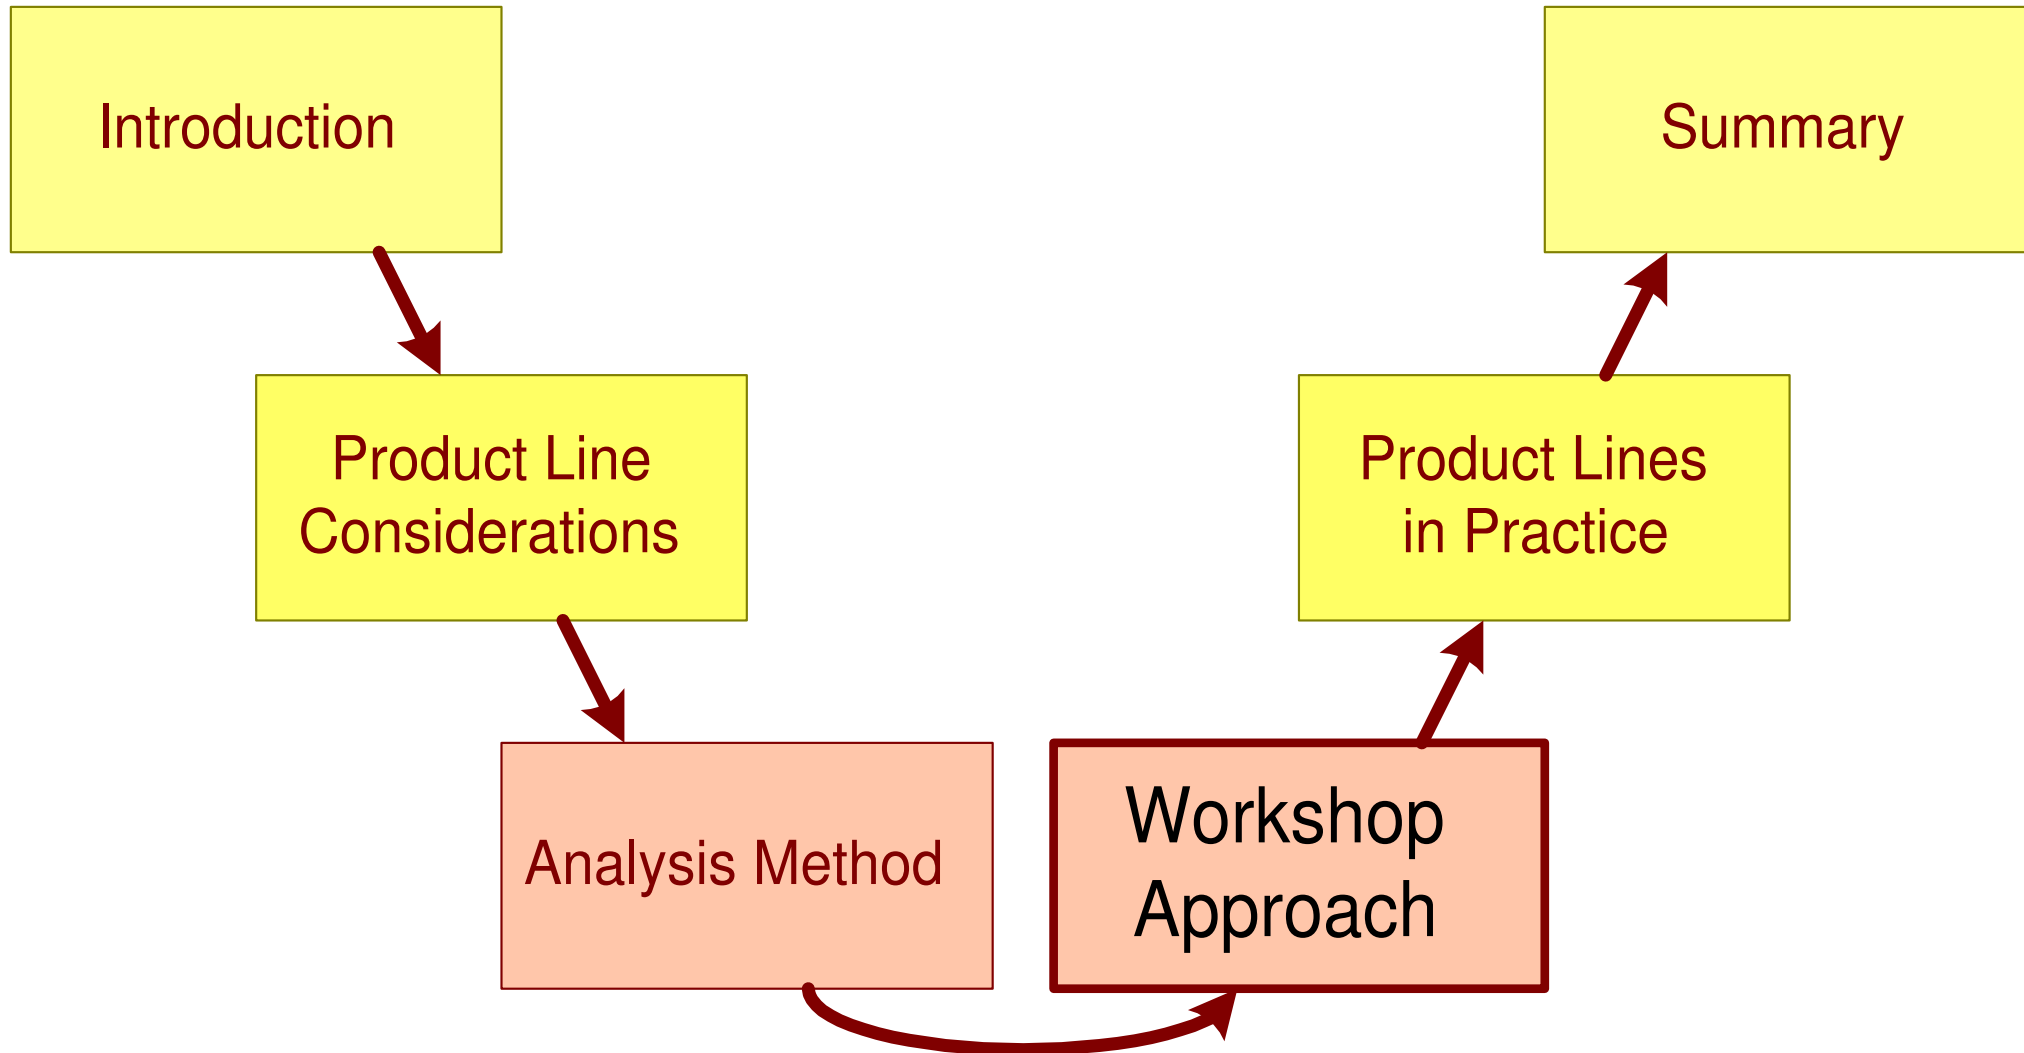 Introduction
Product Line
Considerations
Analysis Method
Workshop
Approach
Product Lines
in Practice
Summary